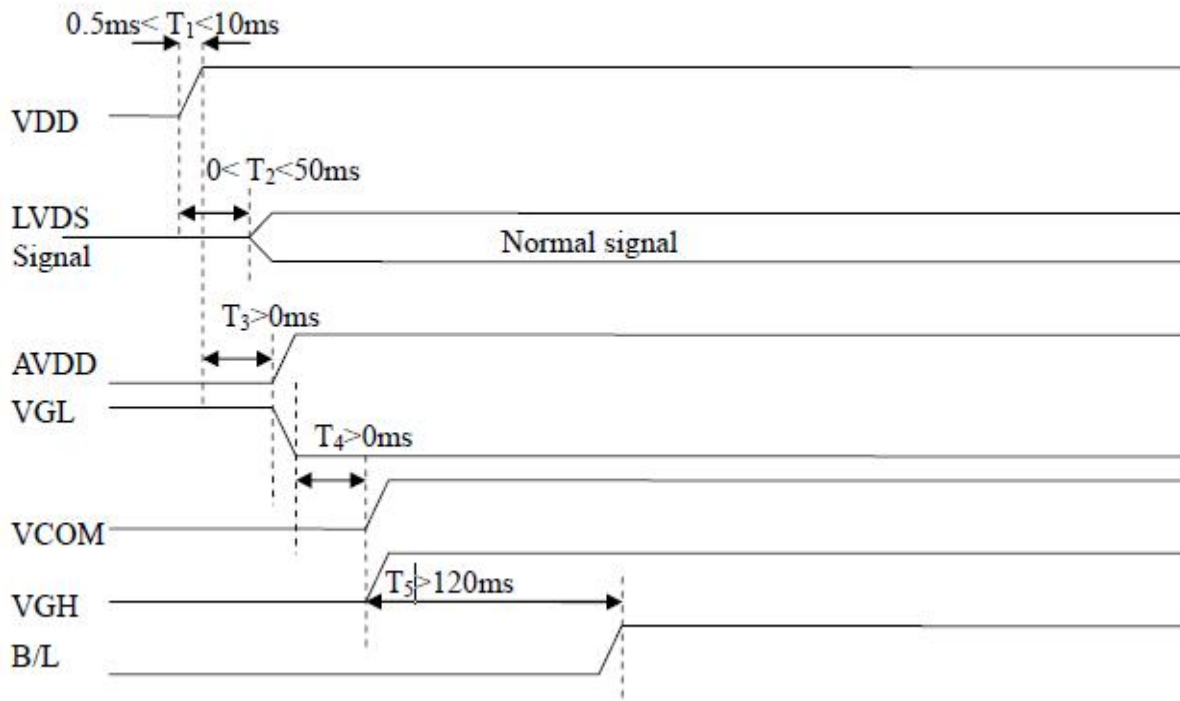 0.5ms< T₁<10ms
VDD
0< T₂<50ms
LVDS
Signal
Normal signal
T₃>0ms
AVDD
VGL
T₄>0ms
VCOM
T₅>120ms
VGH
B/L